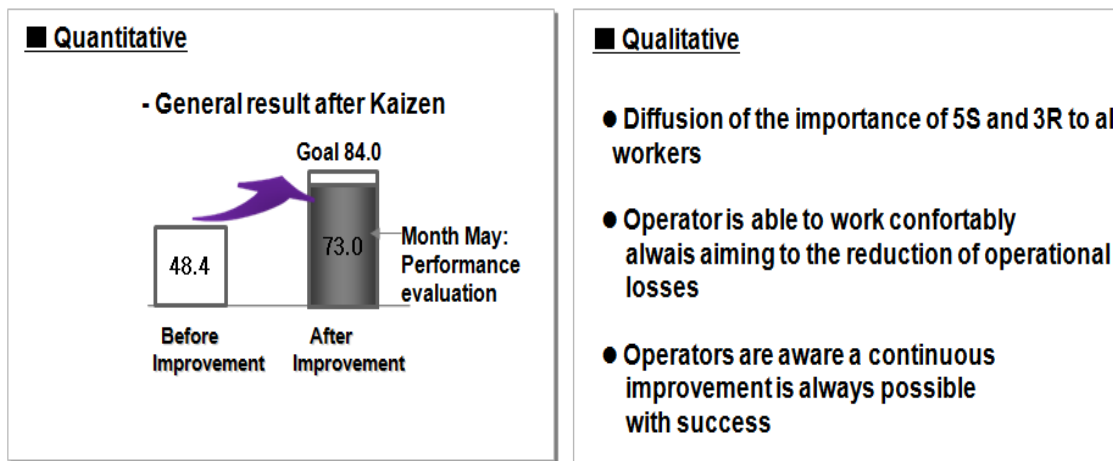 ■ Quantitative
- General result after Kaizen
Goal 84.0
48.4
73.0
Month May:
Performance
evaluation
Before
Improvement
After
Improvement
■ Qualitative
● Diffusion of the importance of 5S and 3R to al
workers
● Operator is able to work confortably
alwais aiming to the reduction of operational
losses
● Operators are aware a continuous
improvement is always possible
with success